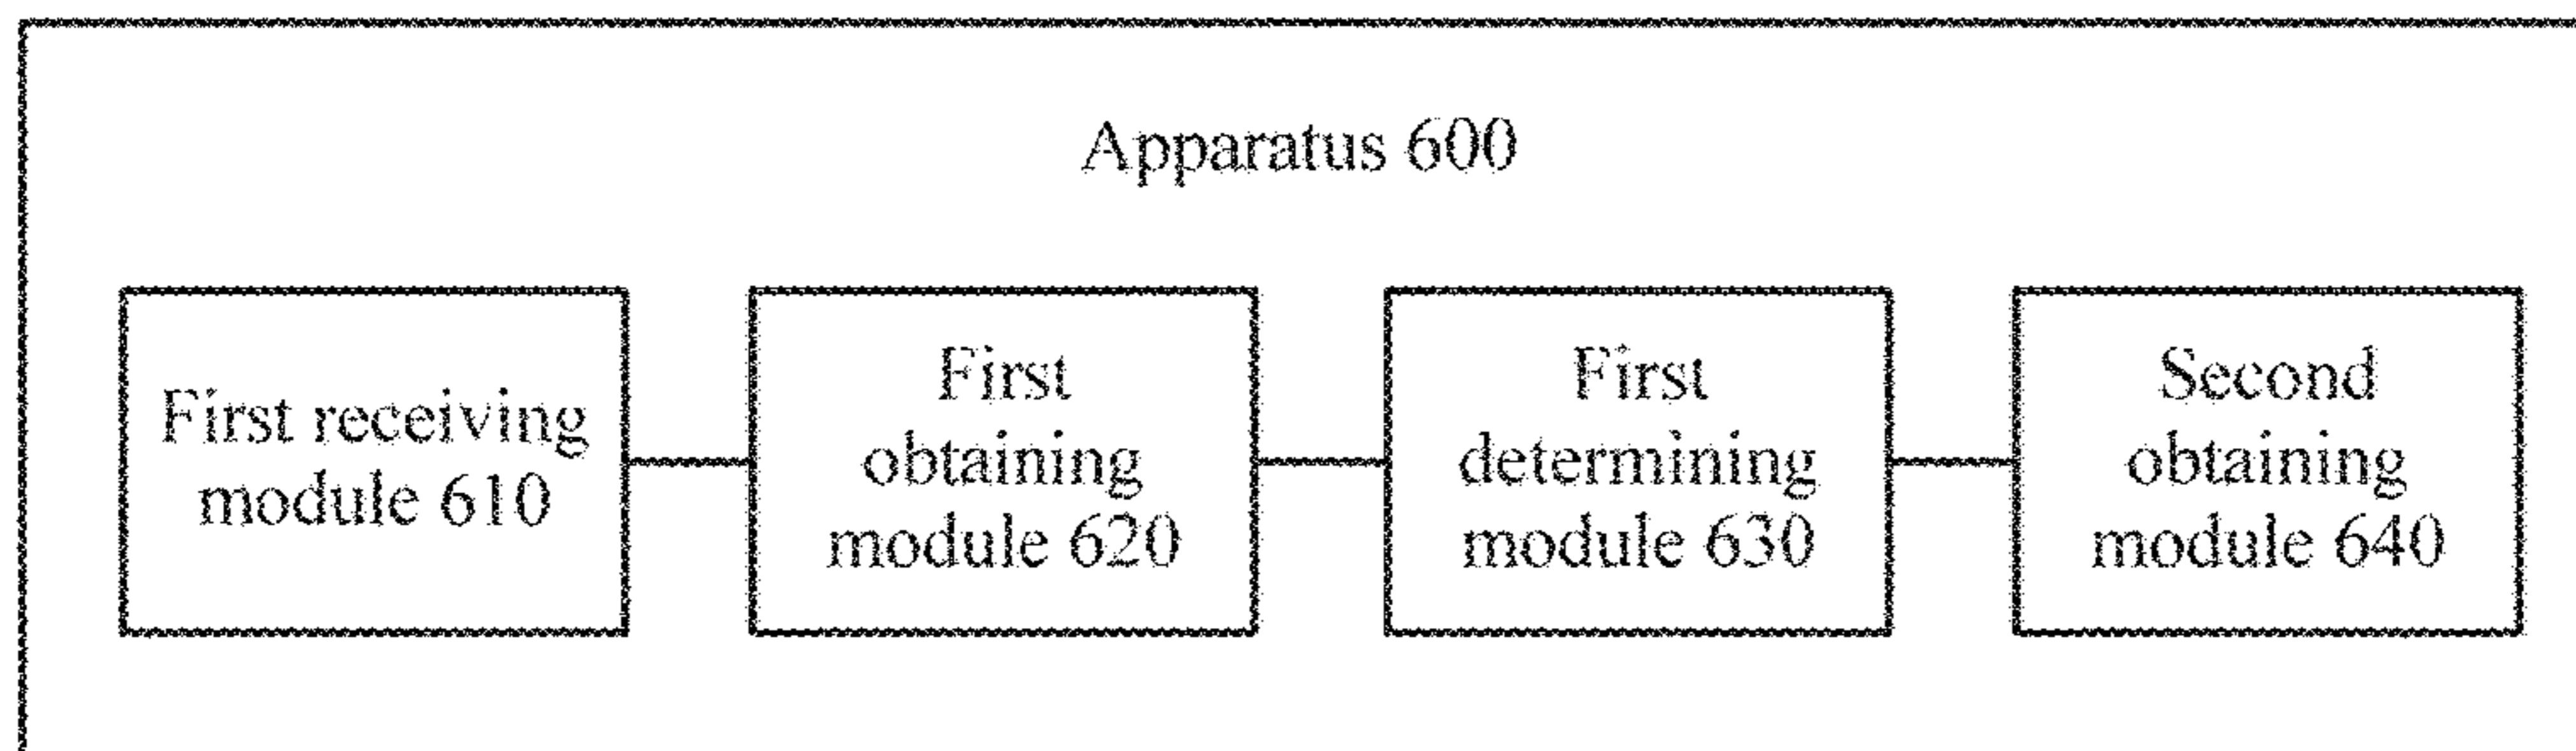 Apparatus 600
First receiving
module 610
First
obtaining
module 620
First
determining
module 630
Second
obtaining
module 640